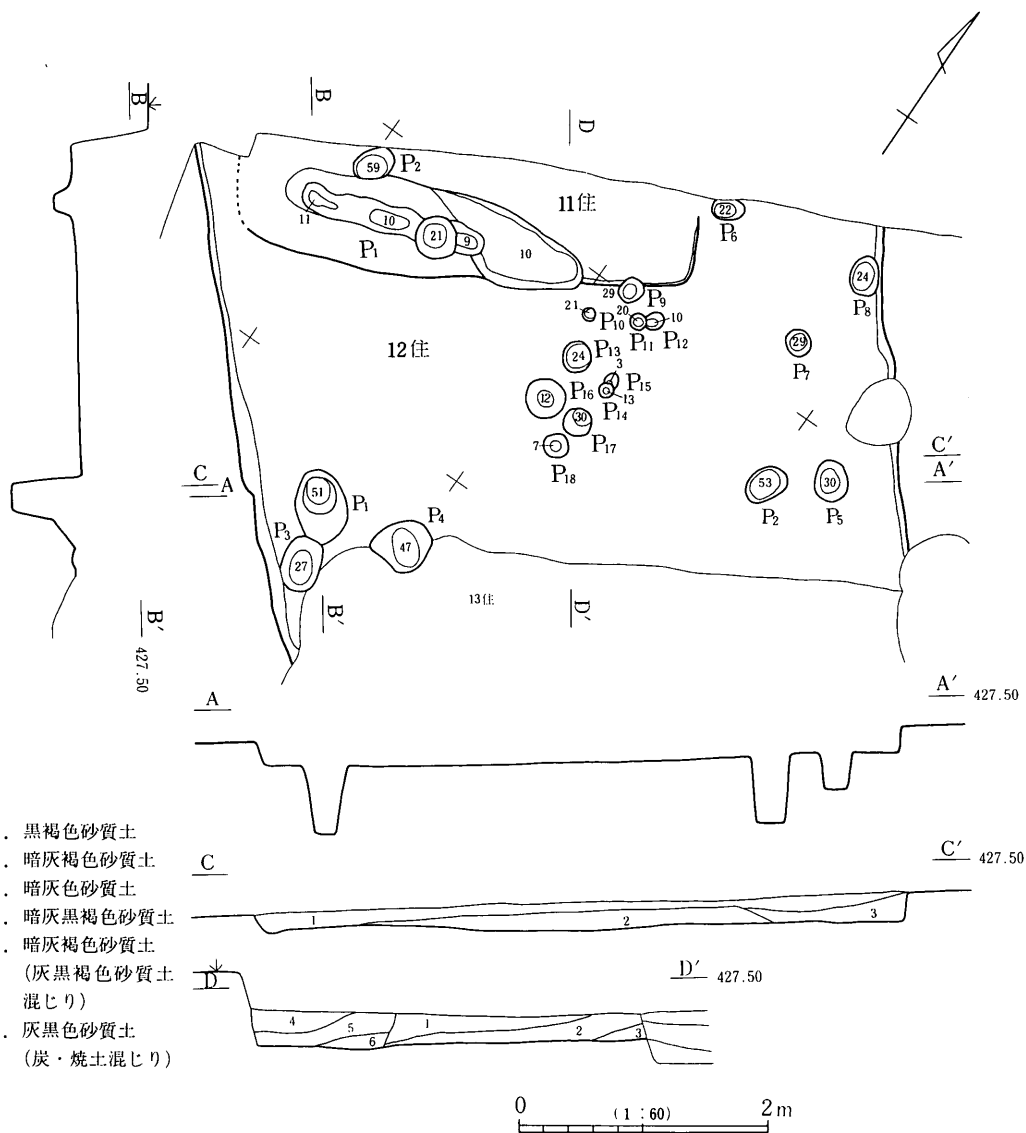 B
B
D
59
P2
11住
22
P6
11
10
21
9
10
P1
24
P8
29
P9
21
P10
20
P11
10
P12
29
P7
12住
24
P13
3
P15
13
P14
12
P16
30
P17
7
P18
C
A
C′
A′
51
P1
P3
27
P4
47
53
P2
30
P5
13住
B′
427.50
B′
D′
A
A′ 427.50
. 黒褐色砂質土
. 暗灰褐色砂質土
. 暗灰色砂質土
. 暗灰黒褐色砂質土
. 暗灰褐色砂質土
(灰黒褐色砂質土
混じり)
. 灰黒色砂質土
(炭・焼土混じり)
C
C′ 427.50
1
2
3
D
D′ 427.50
4
5
6
1
2
3
0
(1:60)
2m